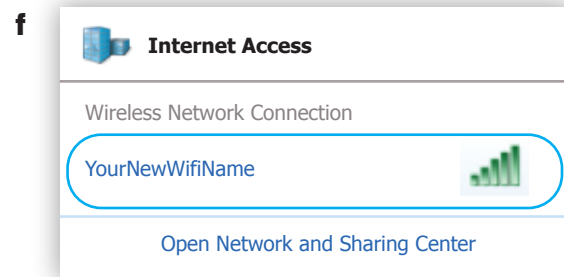 f
Internet Access
Wireless Network Connection
YourNewWifiName
Open Network and Sharing Center